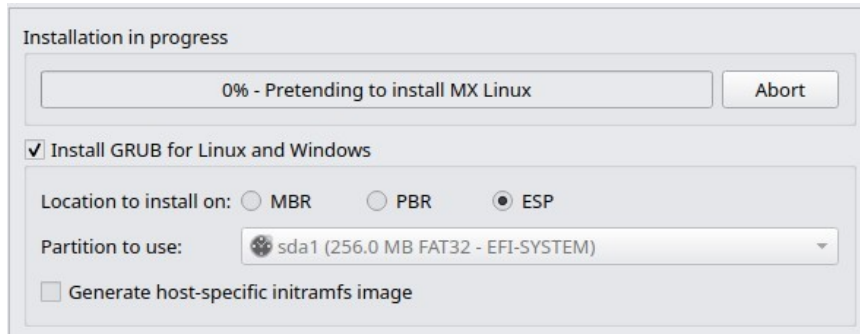 Installation in progress
0% - Pretending to install MX Linux Abort
Install GRUB for Linux and Windows
Location to install on: MBR PBR ESP
Partition to use: sda1 (256.0 MB FAT32 - EFI-SYSTEM)
Generate host-specific initramfs image